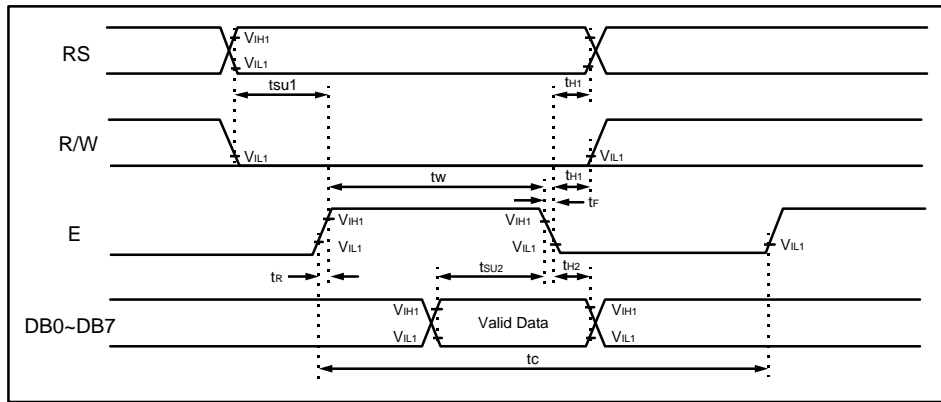 RS
VIH1
VIL1
tsu1
tH1
R/W
VIL1
VIL1
tw
tH1
tF
E
VIH1
VIH1
VIL1
VIL1
VIL1
tR
tSU2
tH2
DB0~DB7
VIH1
VIH1
Valid Data
VIL1
VIL1
tc